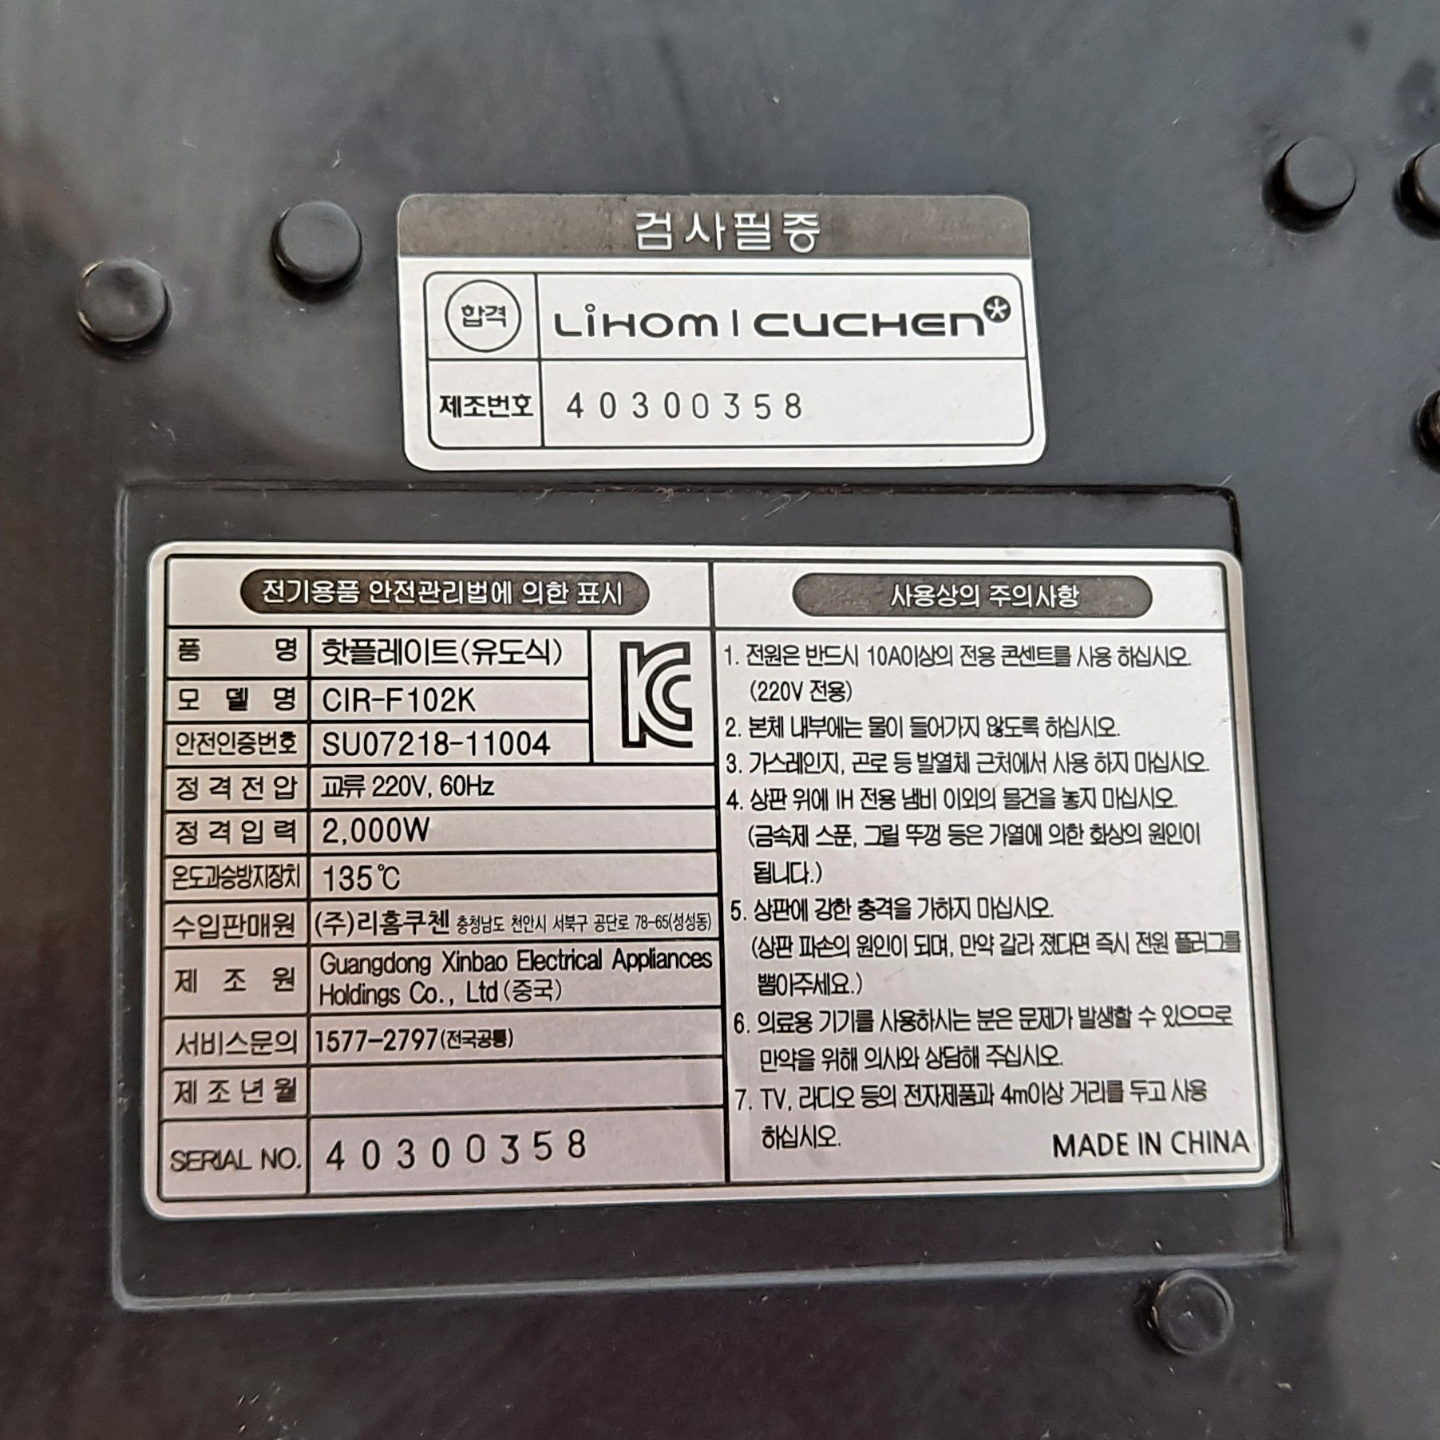 검사필증
합격 LIHOM | CUCHEN
제조번호 40300358
전기용품 안전관리법에 의한 표시
품 명 핫플레이트(유도식)
모 델 명 CIR-F102K
안전인증번호 SU07218-11004
정격전압 교류 220V, 60Hz
정격입력 2,000W
온도과승방지장치 135℃
수입판매원 (주)리홈쿠첸 충청남도 천안시 서북구 공단로 78-65(성성동)
제 조 원 Guangdong Xinbao Electrical Appliances
Holdings Co., Ltd(중국)
서비스문의 1577-2797(전국공통)
제조년월
SERIAL NO. 40300358
사용상의 주의사항
1. 전원은 반드시 10A이상의 전용 콘센트를 사용 하십시오.
(220V 전용)
2. 본체 내부에는 물이 들어가지 않도록 하십시오.
3. 가스레인지, 곤로 등 발열체 근처에서 사용 하지 마십시오.
4. 상판 위에 IH 전용 냄비 이외의 물건을 놓지 마십시오.
(금속제 스푼, 그릴 뚜껑 등은 가열에 의한 화상의 원인이
됩니다.)
5. 상판에 강한 충격을 가하지 마십시오.
(상판 파손의 원인이 되며, 만약 갈라 졌다면 즉시 전원 플러그를
뽑아주세요.)
6. 의료용 기기를 사용하시는 분은 문제가 발생할 수 있으므로
만약을 위해 의사와 상담해 주십시오.
7. TV, 라디오 등의 전자제품과 4m이상 거리를 두고 사용
하십시오.
MADE IN CHINA